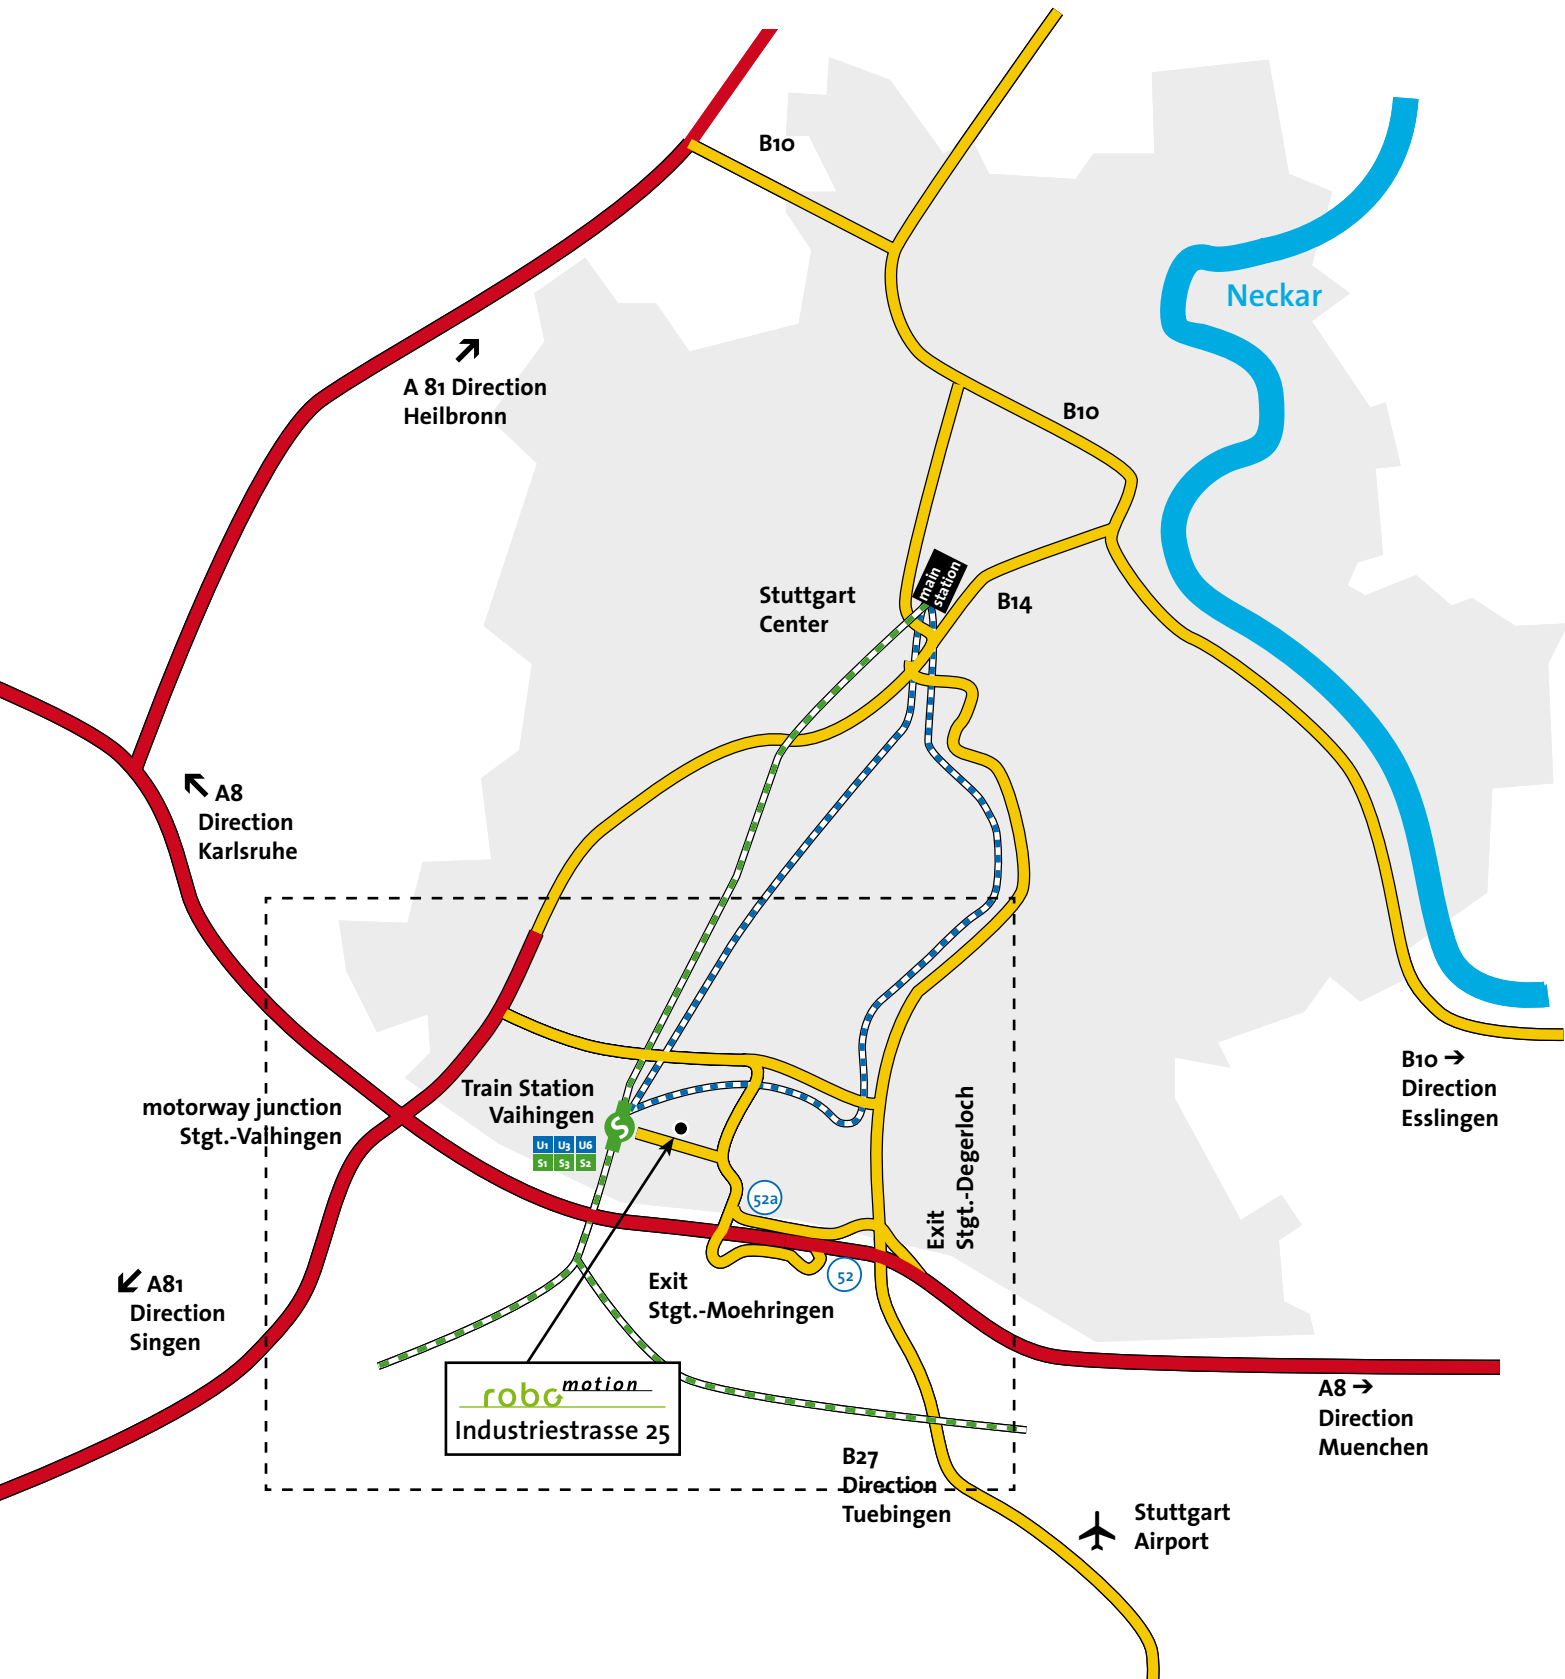 B10
Neckar
A 81 Direction
Heilbronn
B10
main
station
Stuttgart
Center
B14
A8
Direction
Karlsruhe
B10 →
Direction
Esslingen
Train Station
Vaihingen
motorway junction
Stgt.-Vaihingen
U1 U3 U6
S1 S3 S2
S
Exit
Stgt.-Degerloch
52a
52
A81
Direction
Singen
Exit
Stgt.-Moehringen
robomotion
Industriestrasse 25
A8 →
Direction
Muenchen
B27
Direction
Tuebingen
Stuttgart
Airport